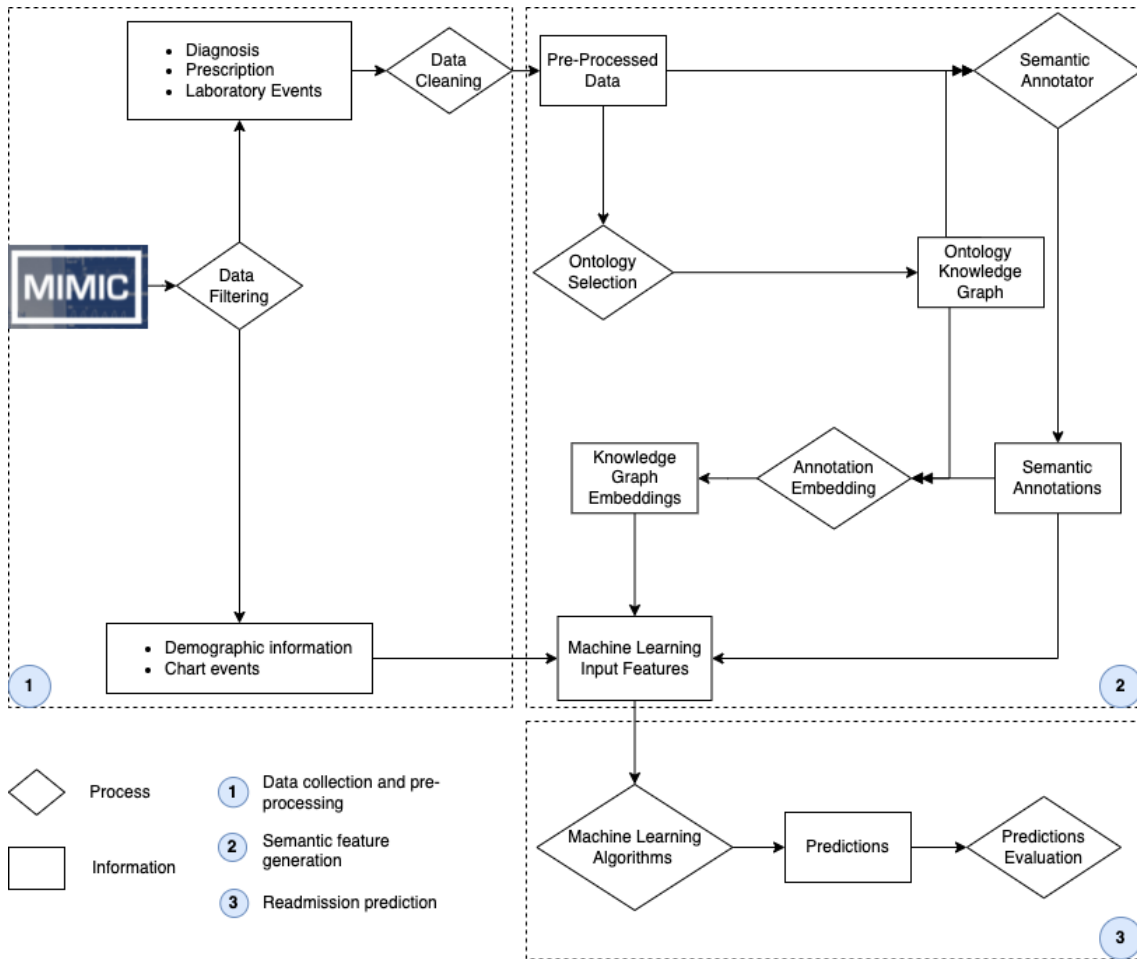 • Diagnosis
• Prescription
• Laboratory Events
Data
Cleaning
Pre-Processed
Data
Semantic
Annotator
MIMIC
Data
Filtering
Ontology
Selection
Ontology
Knowledge
Graph
Knowledge
Graph
Embeddings
Annotation
Embedding
Semantic
Annotations
• Demographic information
• Chart events
Machine Learning
Input Features
1
2
Process
1
Data collection and pre-
processing
Information
2
Semantic feature
generation
3
Readmission prediction
Machine Learning
Algorithms
Predictions
Predictions
Evaluation
3